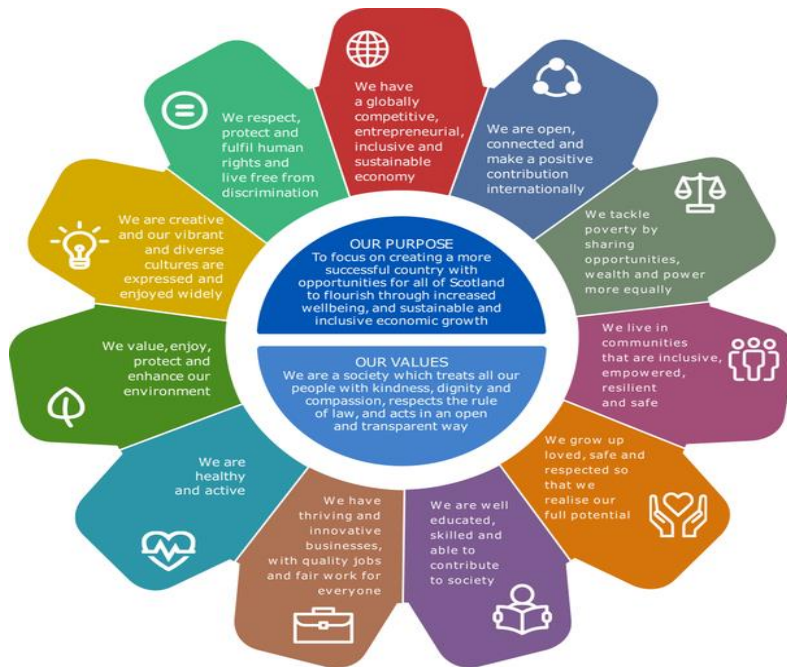 We have
a globally
competitive,
entrepreneurial,
inclusive and
sustainable
economy
We are open,
connected and
make a positive
contribution
internationally
We tackle
poverty by
sharing
opportunities,
wealth and power
more equally
We live in
communities
that are inclusive,
empowered,
resilient
and safe
We grow up
loved, safe and
respected so
that we
realise our
full potential
We are well
educated,
skilled and
able to
contribute
to society
We have
thriving and
innovative
businesses,
with quality jobs
and fair work for
everyone
We are
healthy
and active
We value, enjoy,
protect and
enhance our
environment
We are creative
and our vibrant
and diverse
cultures are
expressed and
enjoyed widely
We respect,
protect and
fulfil human
rights and
live free from
discrimination
OUR PURPOSE
To focus on creating a more
successful country with
opportunities for all of Scotland
to flourish through increased
wellbeing, and sustainable and
inclusive economic growth
OUR VALUES
We are a society which treats all our
people with kindness, dignity and
compassion, respects the rule
of law, and acts in an open
and transparent way